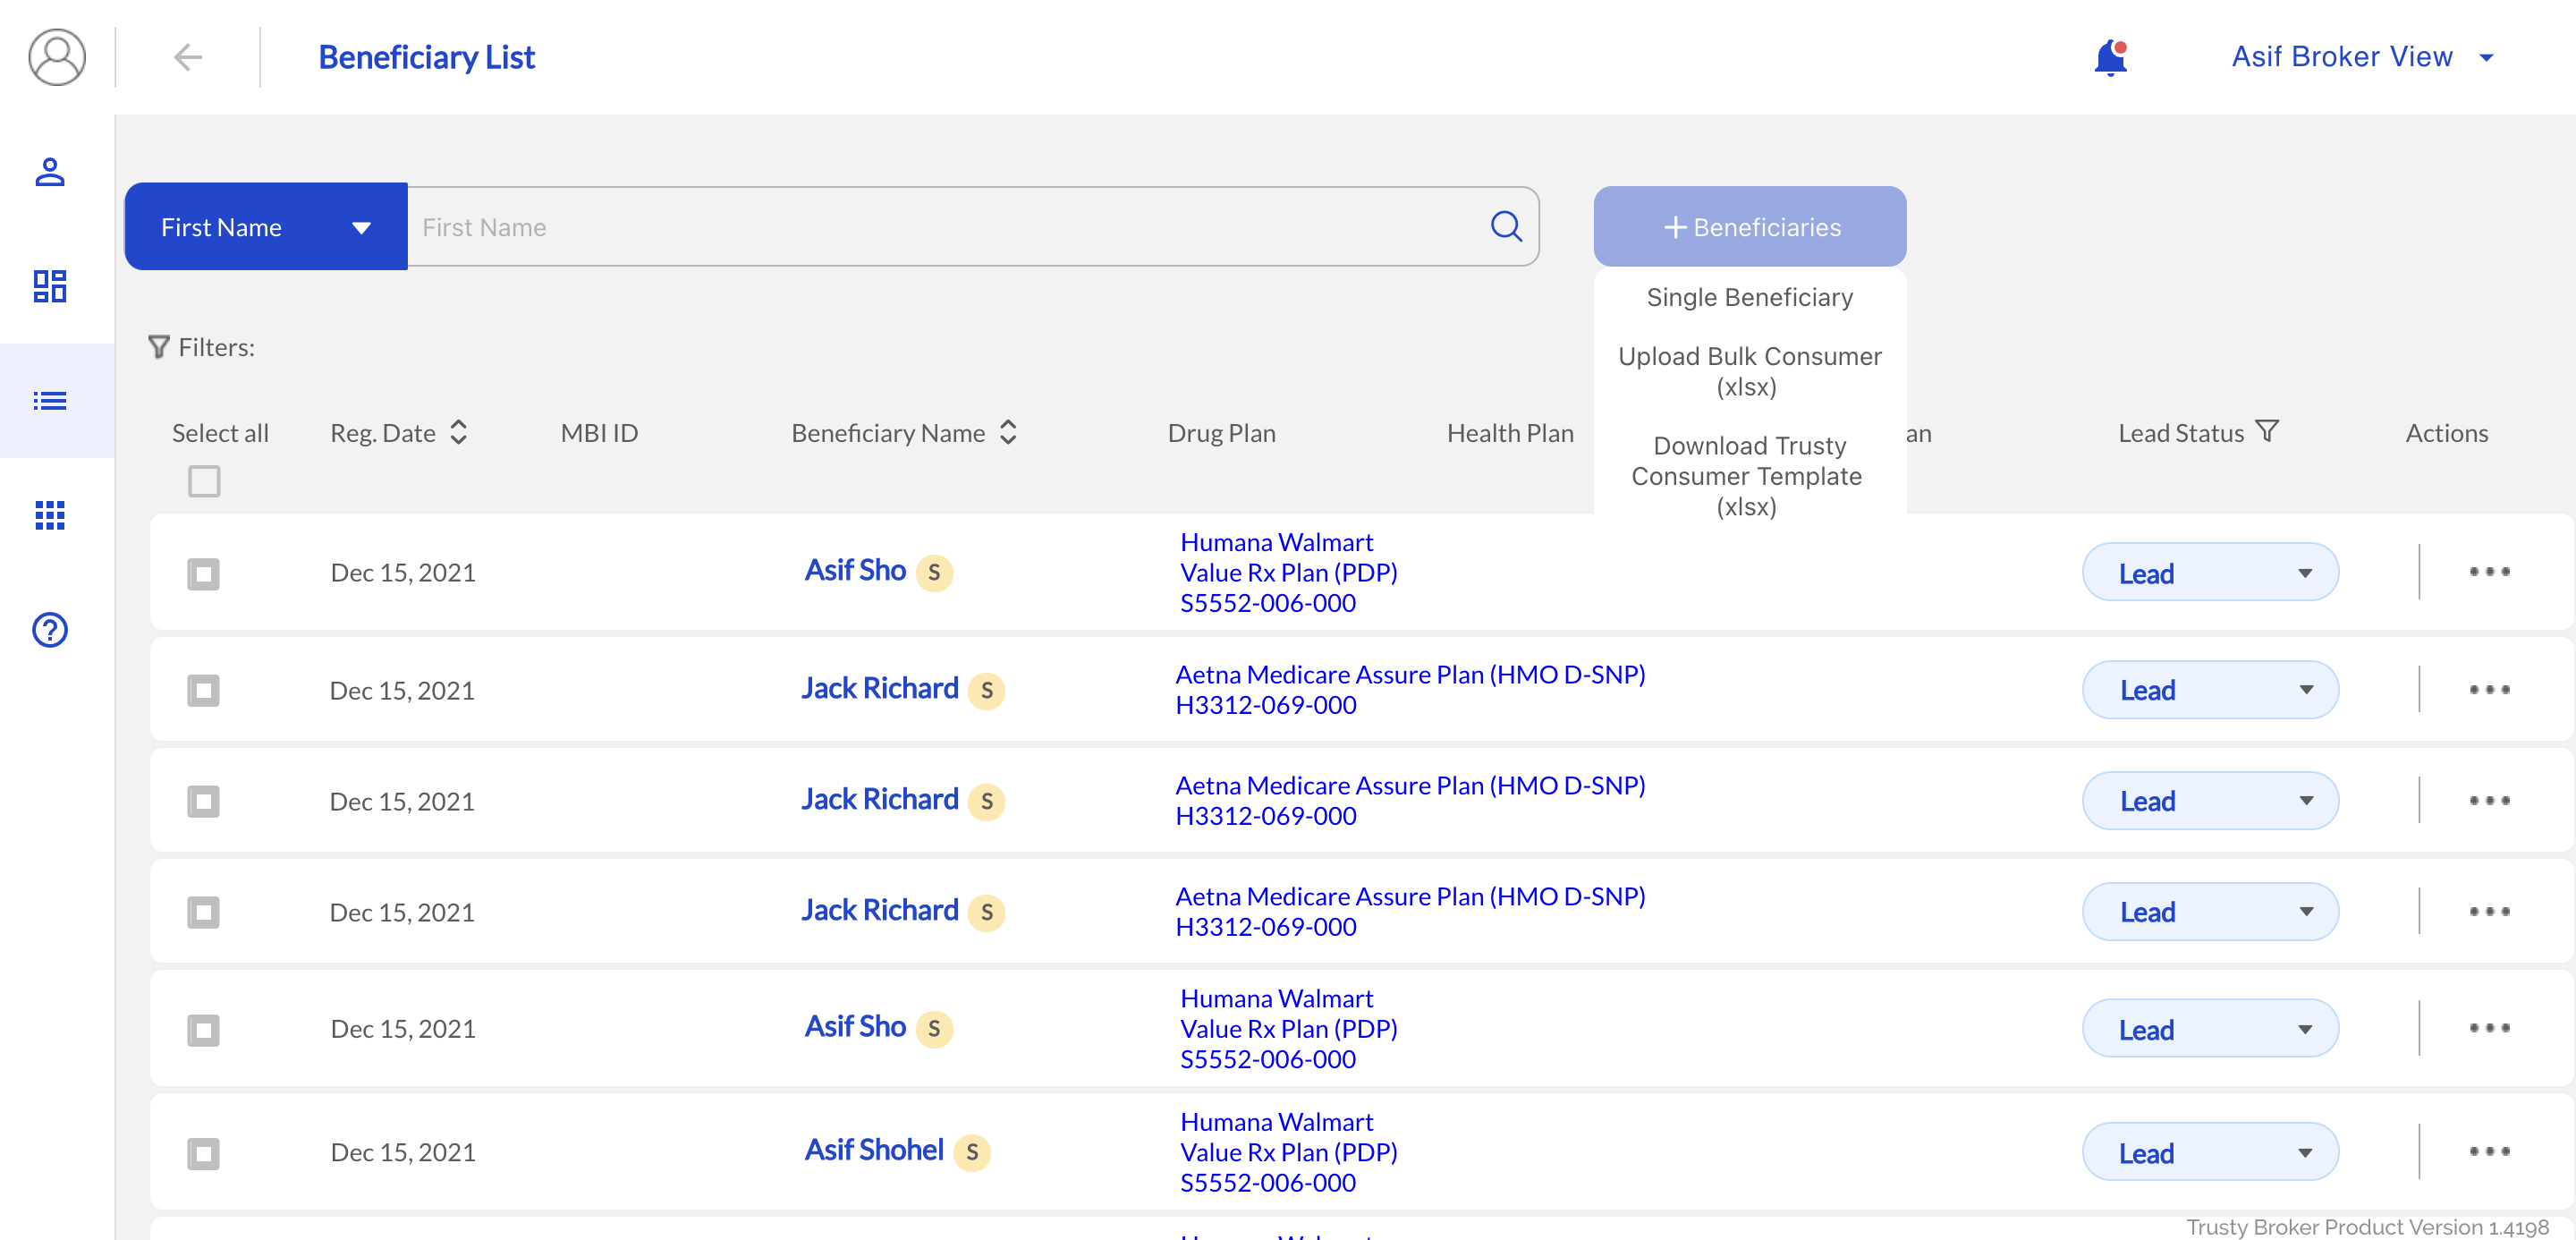 Beneficiary List
Asif Broker View
First Name
First Name
Beneficiaries
Single Beneficiary
Upload Bulk Consumer
(xlsx)
Download Trusty
Consumer Template
(xlsx)
Filters:
Select all
Reg. Date
MBI ID
Beneficiary Name
Drug Plan
Health Plan
an
Lead Status
Actions
Dec 15, 2021
Asif Sho S
Humana Walmart
Value Rx Plan (PDP)
S5552-006-000
Lead
Dec 15, 2021
Jack Richard S
Aetna Medicare Assure Plan (HMO D-SNP)
H3312-069-000
Lead
Dec 15, 2021
Jack Richard S
Aetna Medicare Assure Plan (HMO D-SNP)
H3312-069-000
Lead
Dec 15, 2021
Jack Richard S
Aetna Medicare Assure Plan (HMO D-SNP)
H3312-069-000
Lead
Dec 15, 2021
Asif Sho S
Humana Walmart
Value Rx Plan (PDP)
S5552-006-000
Lead
Dec 15, 2021
Asif Shohel S
Humana Walmart
Value Rx Plan (PDP)
S5552-006-000
Lead
Trusty Broker Product Version 1.4198